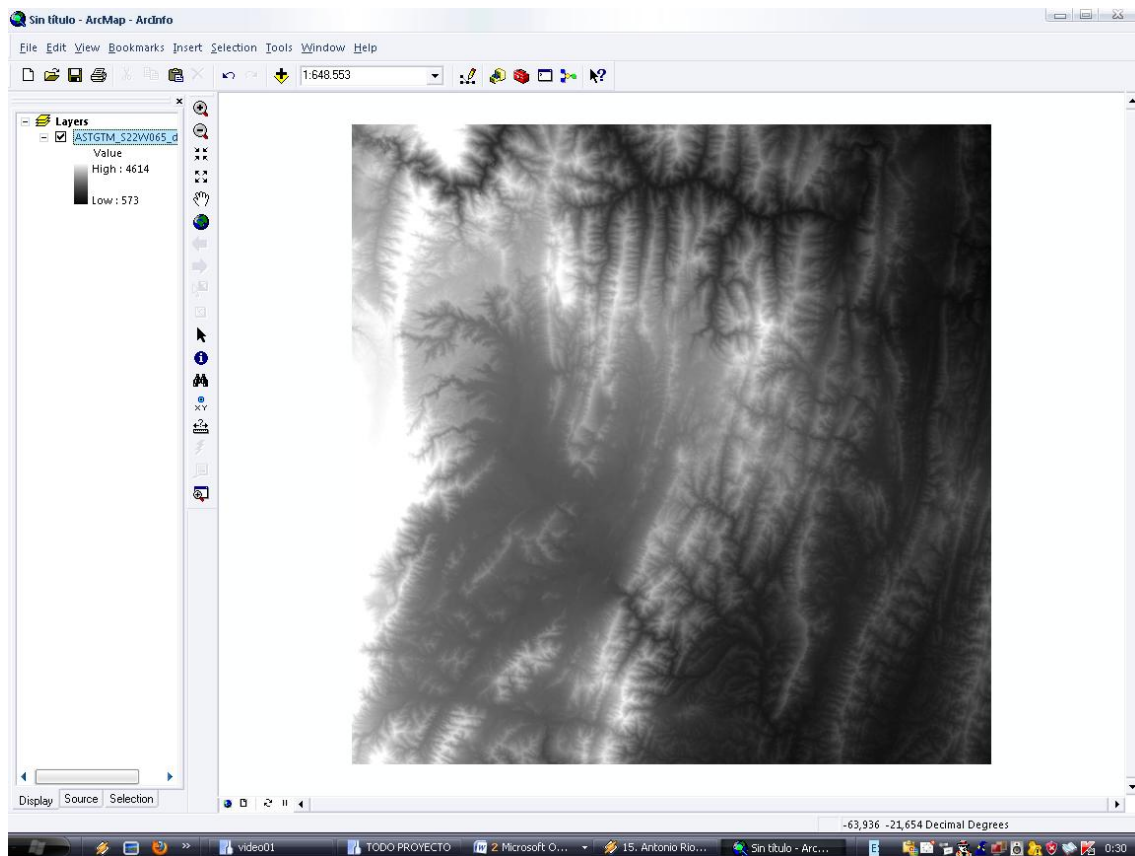 Sin título - ArcMap - ArcInfo
File Edit View Bookmarks Insert Selection Tools Window Help
1:648.553
Layers
ASTGTM_S22W065_d
Value
High : 4614
Low : 573
XY
Display Source Selection
-63,936 -21,654 Decimal Degrees
video01 TODO PROYECTO 2 Microsoft O... 15. Antonio Rio... Sin título - Arc... 0:30